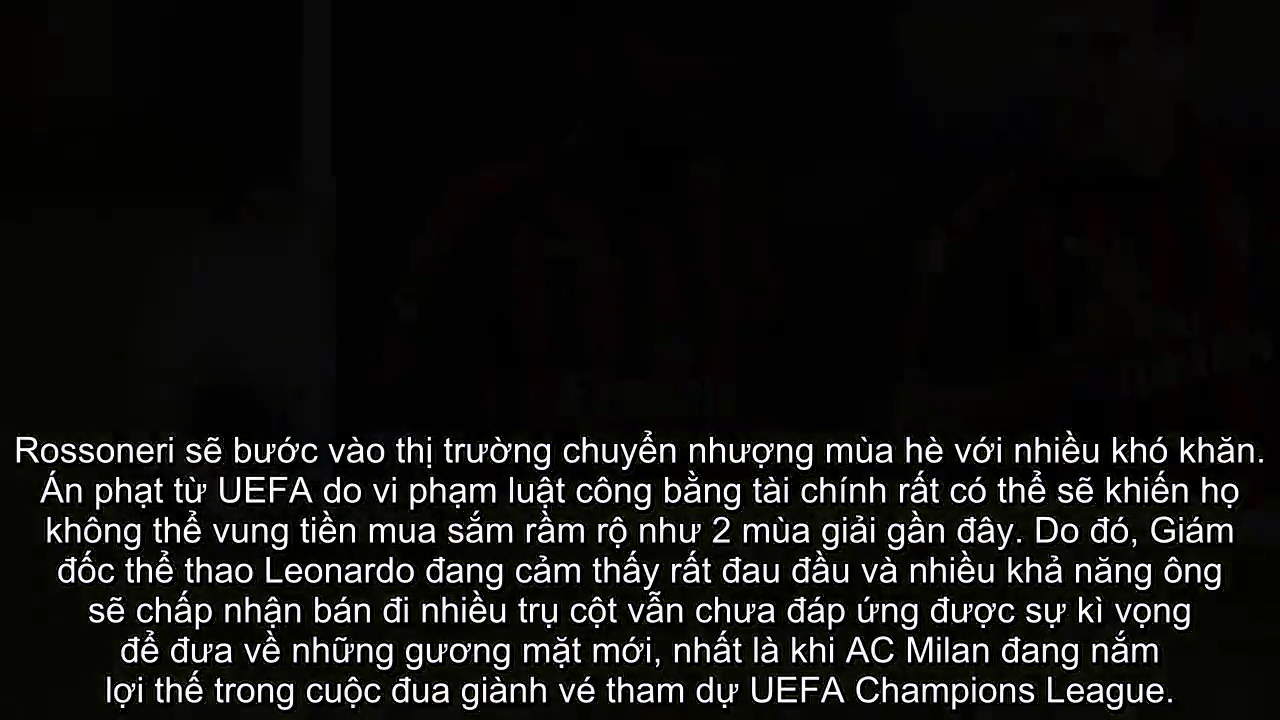 Rossoneri sẽ bước vào thị trường chuyển nhượng mùa hè với nhiều khó khăn.
Án phạt từ UEFA do vi phạm luật công bằng tài chính rất có thể sẽ khiến họ
không thể vung tiền mua sắm rầm rộ như 2 mùa giải gần đây. Do đó, Giám
đốc thể thao Leonardo đang cảm thấy rất đau đầu và nhiều khả năng ông
sẽ chấp nhận bán đi nhiều trụ cột vẫn chưa đáp ứng được sự kì vọng
để đưa về những gương mặt mới, nhất là khi AC Milan đang nắm
lợi thế trong cuộc đua giành vé tham dự UEFA Champions League.